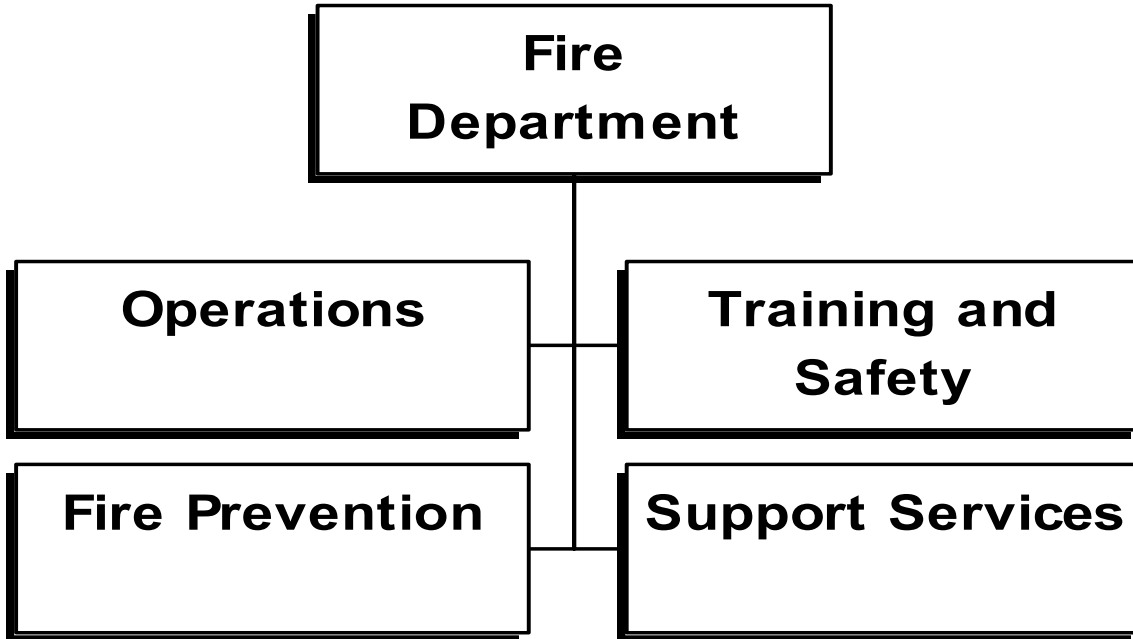 Fire
Department
Operations
Training and
Safety
Fire Prevention
Support Services